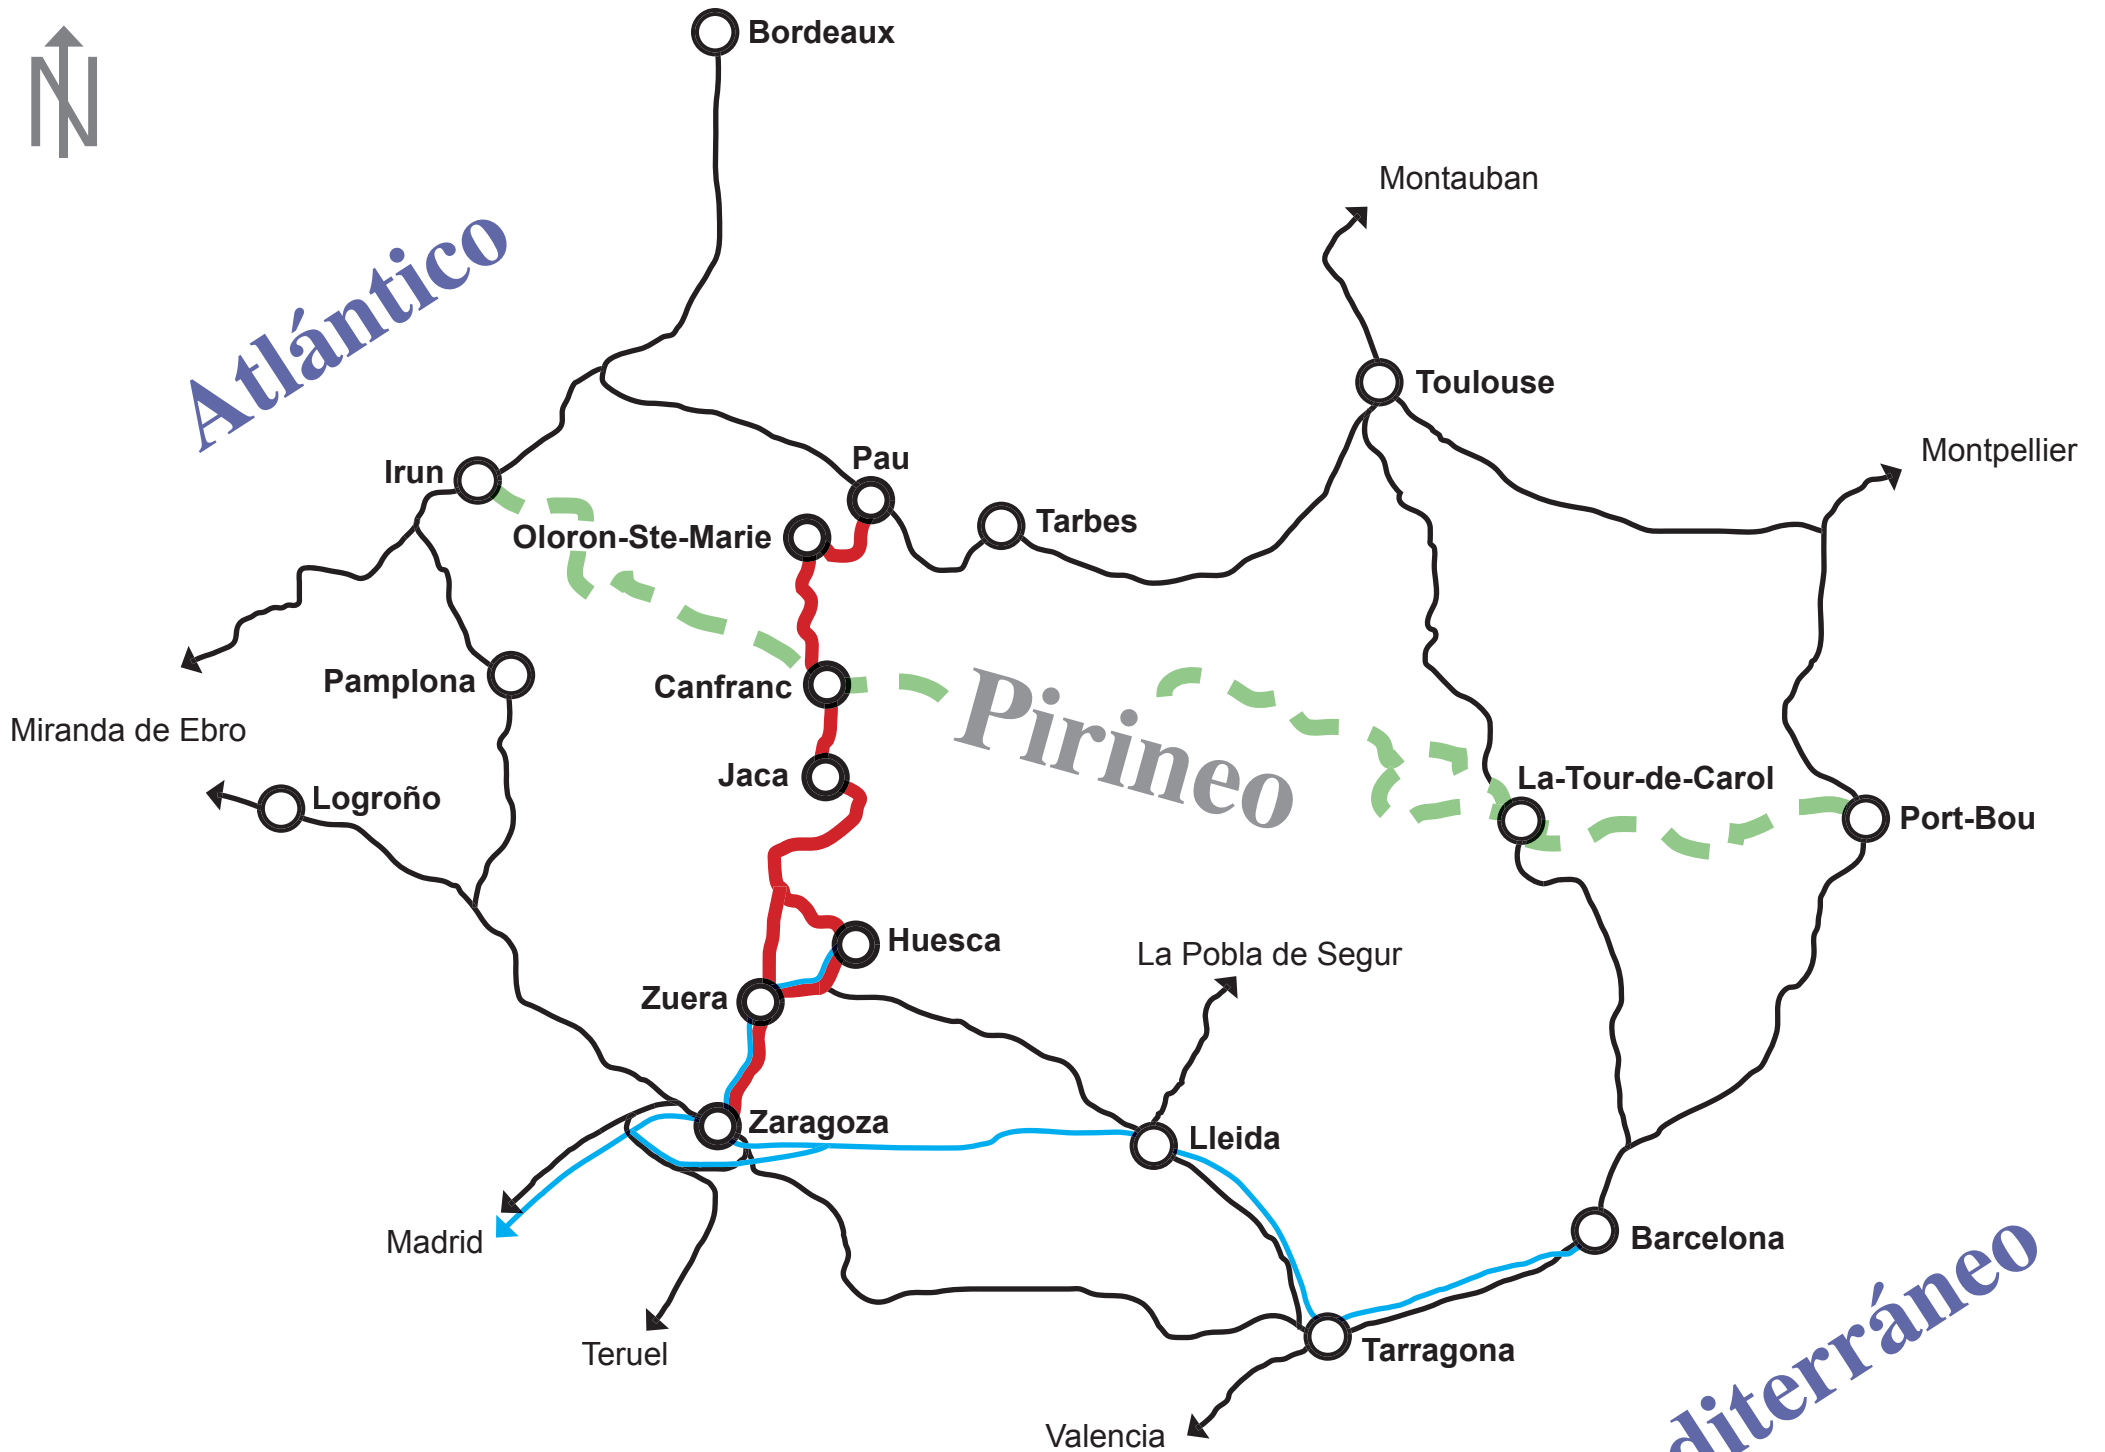 Bordeaux
N
Montauban
Atlántico
Toulouse
Montpellier
Pau
Irun
Tarbes
Oloron-Ste-Marie
Pamplona
Canfranc
Pirineo
Miranda de Ebro
Jaca
La-Tour-de-Carol
Logroño
Port-Bou
Huesca
La Pobla de Segur
Zuera
Zaragoza
Lleida
Madrid
Barcelona
Teruel
Tarragona
diterráneo
Valencia